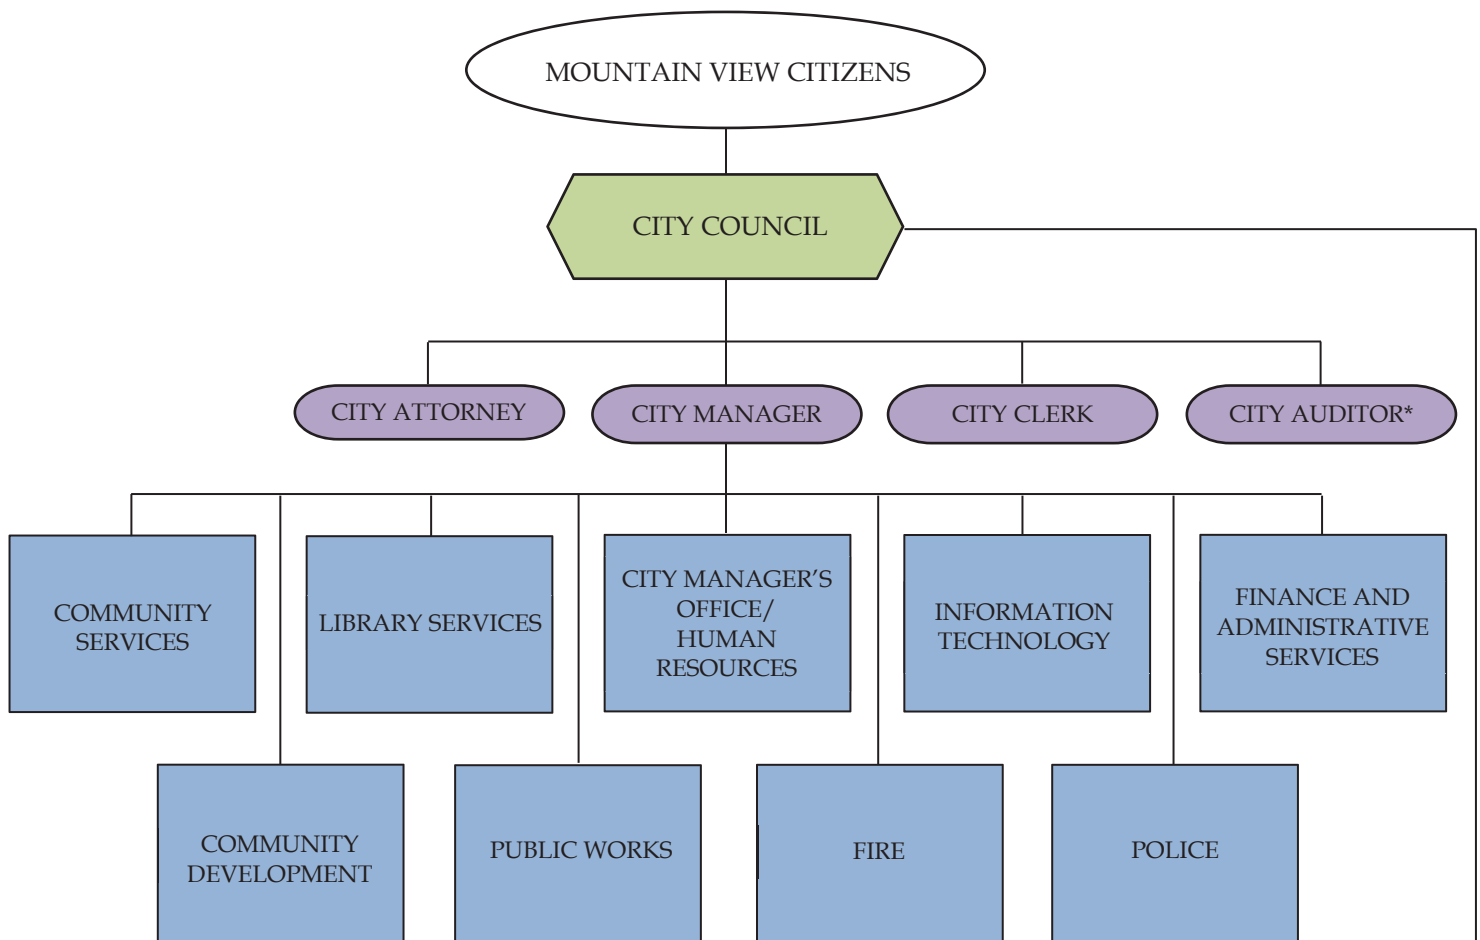 MOUNTAIN VIEW CITIZENS
CITY COUNCIL
CITY ATTORNEY
CITY MANAGER
CITY CLERK
CITY AUDITOR*
COMMUNITY
SERVICES
LIBRARY SERVICES
CITY MANAGER’S
OFFICE/
HUMAN
RESOURCES
INFORMATION
TECHNOLOGY
FINANCE AND
ADMINISTRATIVE
SERVICES
COMMUNITY
DEVELOPMENT
PUBLIC WORKS
FIRE
POLICE